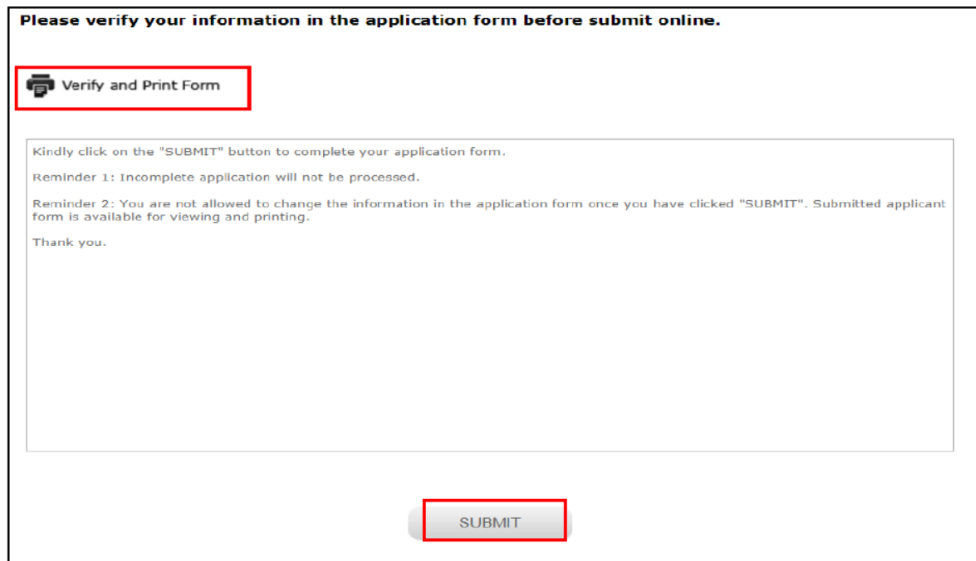 Please verify your information in the application form before submit online.
Verify and Print Form
Kindly click on the "SUBMIT" button to complete your application form.
Reminder 1: Incomplete application will not be processed.
Reminder 2: You are not allowed to change the information in the application form once you have clicked "SUBMIT". Submitted applicant
form is available for viewing and printing.
Thank you.
SUBMIT